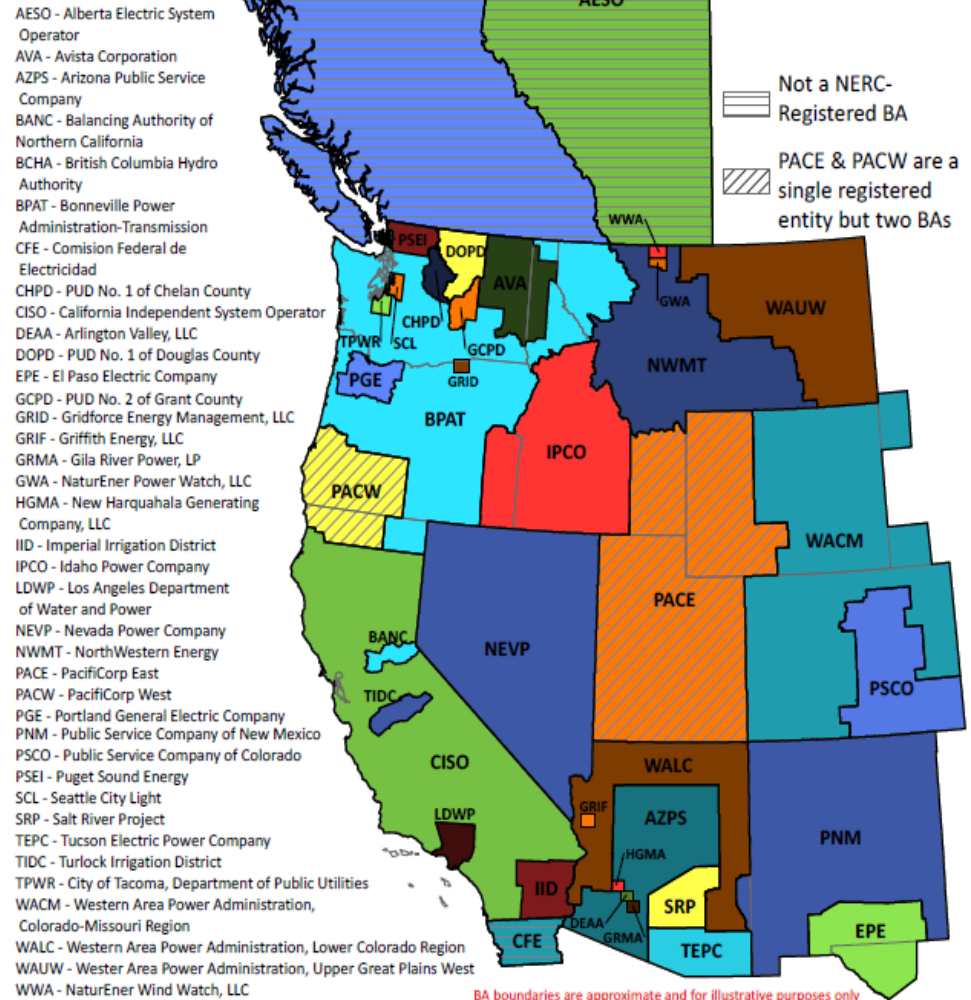 AESO - Alberta Electric System
Operator
AVA - Avista Corporation
AZPS - Arizona Public Service
Company
BANC - Balancing Authority of
Northern California
BCHA - British Columbia Hydro
Authority
BPAT - Bonneville Power
Administration-Transmission
CFE - Comision Federal de
Electricidad
CHPD - PUD No. 1 of Chelan County
CISO - California Independent System Operator
DEAA - Arlington Valley, LLC
DOPD - PUD No. 1 of Douglas County
EPE - El Paso Electric Company
GCPD - PUD No. 2 of Grant County
GRID - Gridforce Energy Management, LLC
GRIF - Griffith Energy, LLC
GRMA - Gila River Power, LP
GWA - NaturEner Power Watch, LLC
HGMA - New Harquahala Generating
Company, LLC
IID - Imperial Irrigation District
IPCO - Idaho Power Company
LDWP - Los Angeles Department
of Water and Power
NEVP - Nevada Power Company
NWMT - NorthWestern Energy
PACE - PacifiCorp East
PACW - PacifiCorp West
PGE - Portland General Electric Company
PNM - Public Service Company of New Mexico
PSCO - Public Service Company of Colorado
PSEI - Puget Sound Energy
SCL - Seattle City Light
SRP - Salt River Project
TEPC - Tucson Electric Power Company
TIDC - Turlock Irrigation District
TPWR - City of Tacoma, Department of Public Utilities
WACM - Western Area Power Administration,
Colorado-Missouri Region
WALC - Western Area Power Administration, Lower Colorado Region
WAUW - Wester Area Power Administration, Upper Great Plains West
WWA - NaturEner Wind Watch, LLC
AESO
Not a NERC-
Registered BA
PACE & PACW are a
single registered
entity but two BAs
WWA
PSEI
DOPD
AVA
GWA
WAUW
CHPD
TPWR
SCL
GCPD
NWMT
PGE
GRID
BPAT
IPCO
PACW
WACM
PACE
BANC
NEVP
TIDC
PSCO
CISO
WALC
GRIF
LDWP
AZPS
PNM
HGMA
IID
SRP
DEAA
GRMA
CFE
TEPC
EPE
BA boundaries are approximate and for illustrative purposes only